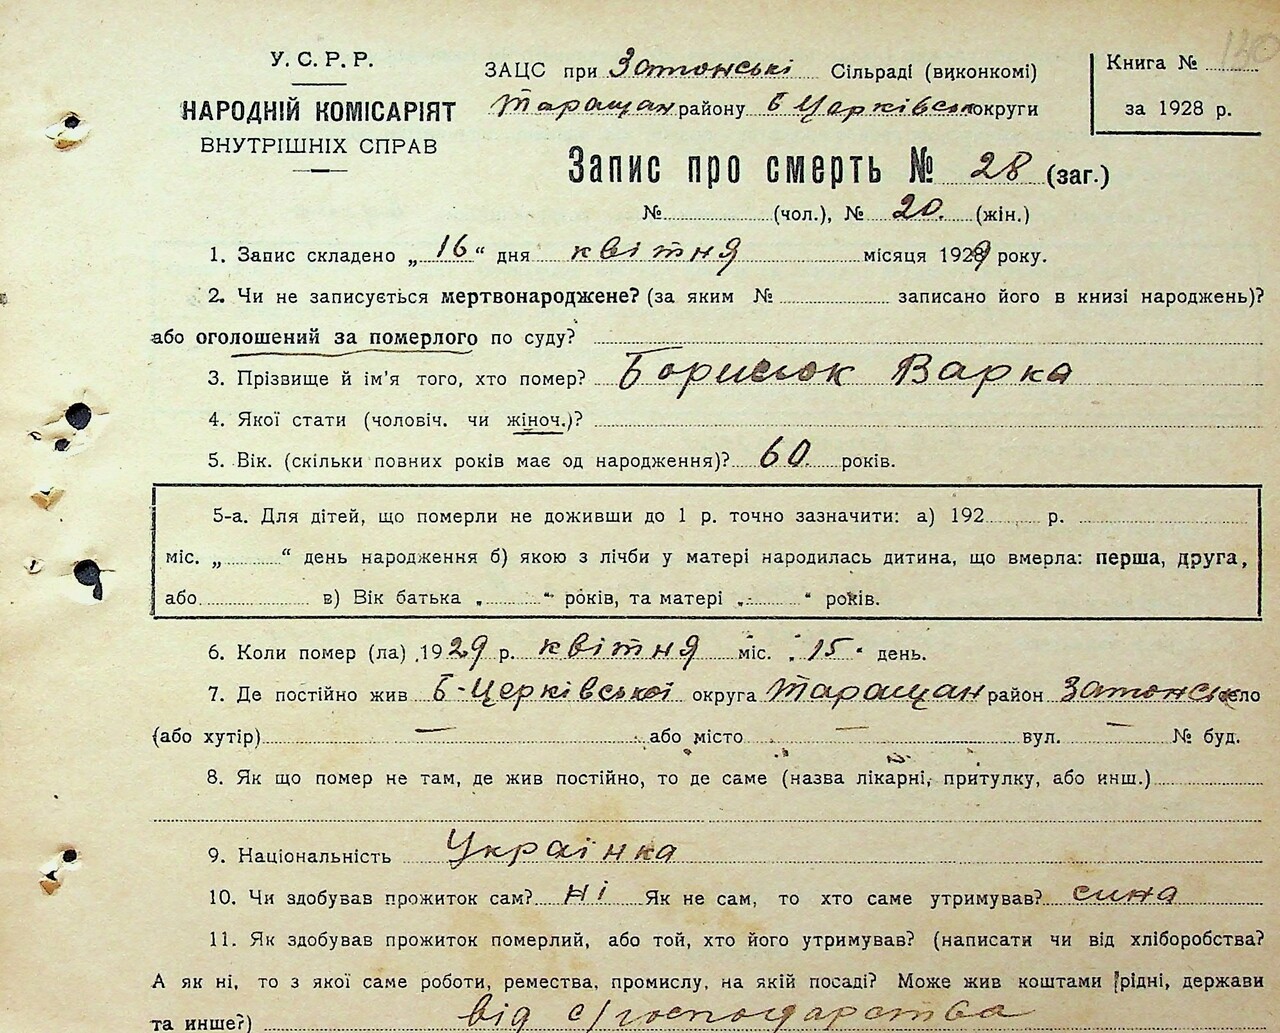 130
У. С. Р. Р.
НАРОДНІЙ КОМІСАРІЯТ
ВНУТРІШНІХ СПРАВ
ЗАЦС при Затонські Сільраді (виконкомі)
Таращан району Б Церківськ округи
Книга №
за 1928 р.
Запис про смерть № 28 (заг.)
№ (чол.), № 20. (жін.)
1. Запис складено „16“ дня квітня місяця 1929 року.
2. Чи не записується мертвонароджене? (за яким № записано його в книзі народжень)?
або оголошений за померлого по суду?
3. Прізвище й ім'я того, хто помер? Борисюк Варка
4. Якої стати (чоловіч. чи жіноч.)?
5. Вік. (скільки повних років має од народження)? 60 років.
5-а. Для дітей, що померли не доживши до 1 р. точно зазначити: а) 192 р.
міс. „ “ день народження б) якою з лічби у матері народилась дитина, що вмерла: перша, друга,
або в) Вік батька „ “ років, та матері „ “ років.
6. Коли помер (ла) 1929 р. квітня міс. 15 день.
7. Де постійно жив Б-Церківської округа Таращан район Затонськ село
(або хутір) — або місто — вул. — № буд.
8. Як що помер не там, де жив постійно, то де саме (назва лікарні, притулку, або инш.)
9. Національність Українка
10. Чи здобував прожиток сам? ні Як не сам, то хто саме утримував? сина
11. Як здобував прожиток померлий, або той, хто його утримував? (написати чи від хліборобства?
А як ні, то з якої саме роботи, ремества, промислу, на якій посаді? Може жив коштами рідні, держави
та инше?) від с/господарства